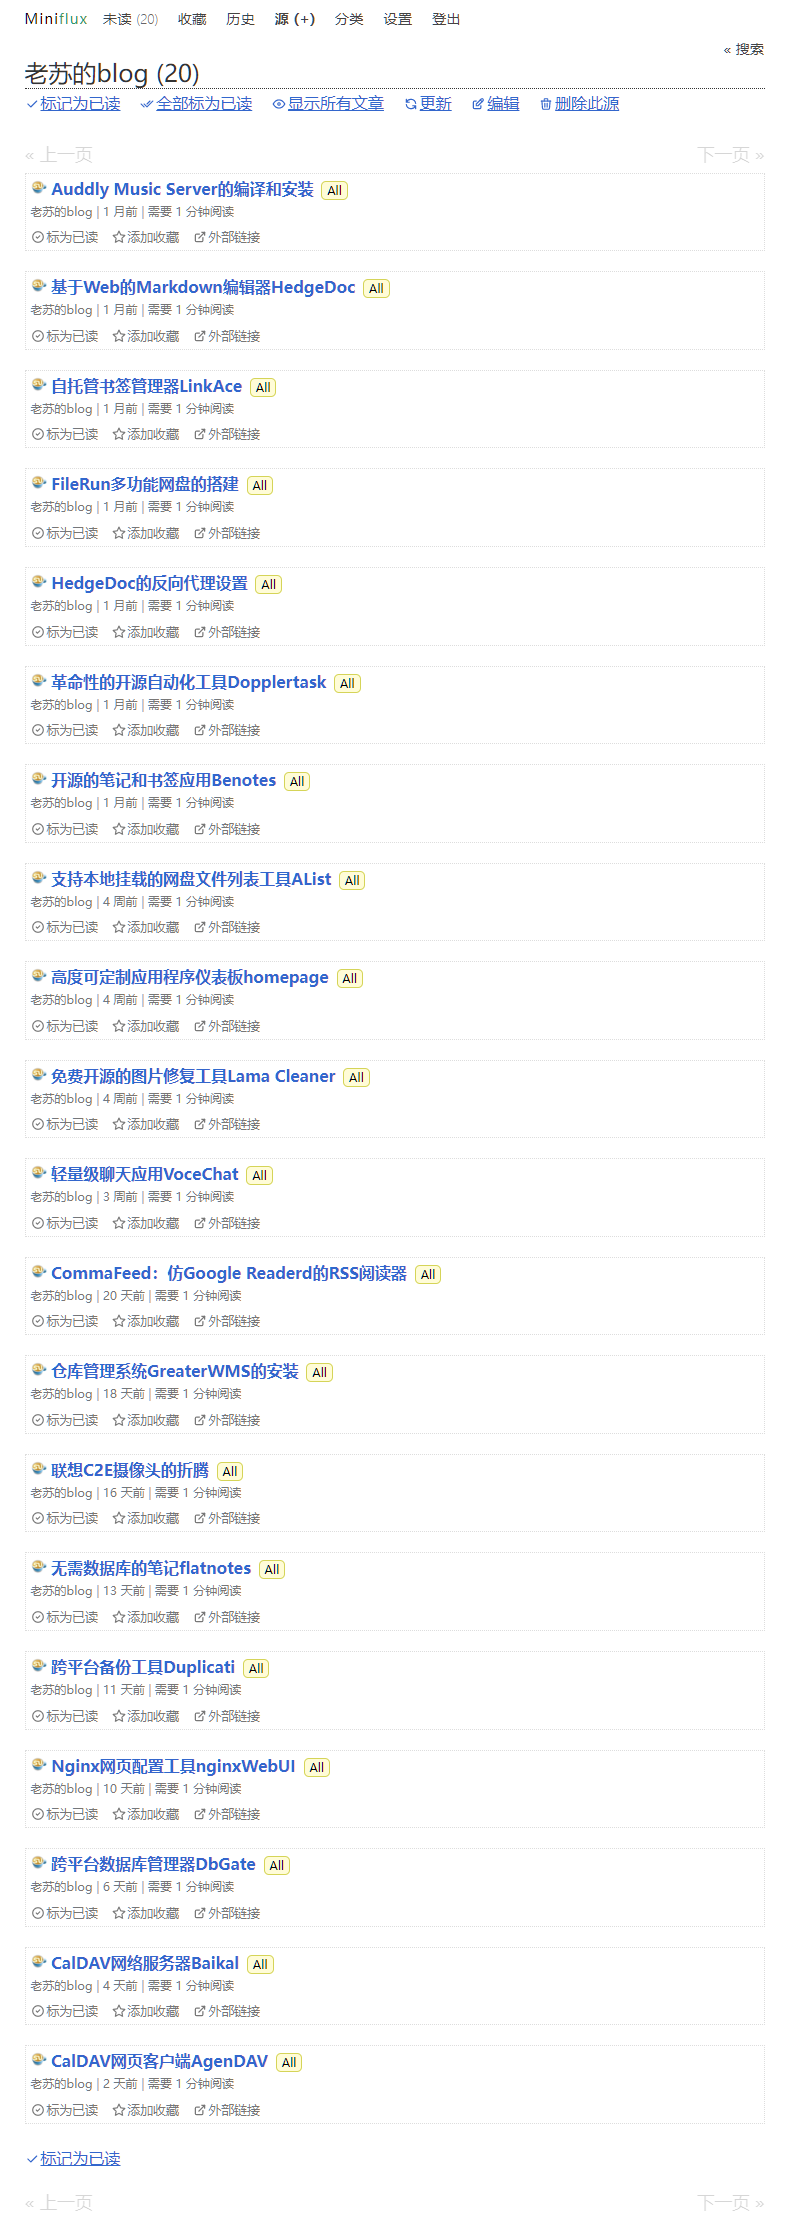 Miniflux 未读 (20) 收藏 历史 源 (+) 分类 设置 登出
« 搜索
老苏的blog (20)
标记为已读 全部标为已读 显示所有文章 更新 编辑 删除此源
« 上一页 下一页 »
Auddly Music Server的编译和安装 All
老苏的blog | 1 月前 | 需要 1 分钟阅读
标为已读 添加收藏 外部链接
基于Web的Markdown编辑器HedgeDoc All
老苏的blog | 1 月前 | 需要 1 分钟阅读
标为已读 添加收藏 外部链接
自托管书签管理器LinkAce All
老苏的blog | 1 月前 | 需要 1 分钟阅读
标为已读 添加收藏 外部链接
FileRun多功能网盘的搭建 All
老苏的blog | 1 月前 | 需要 1 分钟阅读
标为已读 添加收藏 外部链接
HedgeDoc的反向代理设置 All
老苏的blog | 1 月前 | 需要 1 分钟阅读
标为已读 添加收藏 外部链接
革命性的开源自动化工具Dopplertask All
老苏的blog | 1 月前 | 需要 1 分钟阅读
标为已读 添加收藏 外部链接
开源的笔记和书签应用Benotes All
老苏的blog | 1 月前 | 需要 1 分钟阅读
标为已读 添加收藏 外部链接
支持本地挂载的网盘文件列表工具AList All
老苏的blog | 4 周前 | 需要 1 分钟阅读
标为已读 添加收藏 外部链接
高度可定制应用程序仪表板homepage All
老苏的blog | 4 周前 | 需要 1 分钟阅读
标为已读 添加收藏 外部链接
免费开源的图片修复工具Lama Cleaner All
老苏的blog | 4 周前 | 需要 1 分钟阅读
标为已读 添加收藏 外部链接
轻量级聊天应用VoceChat All
老苏的blog | 3 周前 | 需要 1 分钟阅读
标为已读 添加收藏 外部链接
CommaFeed：仿Google Readerd的RSS阅读器 All
老苏的blog | 20 天前 | 需要 1 分钟阅读
标为已读 添加收藏 外部链接
仓库管理系统GreaterWMS的安装 All
老苏的blog | 18 天前 | 需要 1 分钟阅读
标为已读 添加收藏 外部链接
联想C2E摄像头的折腾 All
老苏的blog | 16 天前 | 需要 1 分钟阅读
标为已读 添加收藏 外部链接
无需数据库的笔记flatnotes All
老苏的blog | 13 天前 | 需要 1 分钟阅读
标为已读 添加收藏 外部链接
跨平台备份工具Duplicati All
老苏的blog | 11 天前 | 需要 1 分钟阅读
标为已读 添加收藏 外部链接
Nginx网页配置工具nginxWebUI All
老苏的blog | 10 天前 | 需要 1 分钟阅读
标为已读 添加收藏 外部链接
跨平台数据库管理器DbGate All
老苏的blog | 6 天前 | 需要 1 分钟阅读
标为已读 添加收藏 外部链接
CalDAV网络服务器Baikal All
老苏的blog | 4 天前 | 需要 1 分钟阅读
标为已读 添加收藏 外部链接
CalDAV网页客户端AgenDAV All
老苏的blog | 2 天前 | 需要 1 分钟阅读
标为已读 添加收藏 外部链接
标记为已读
« 上一页 下一页 »